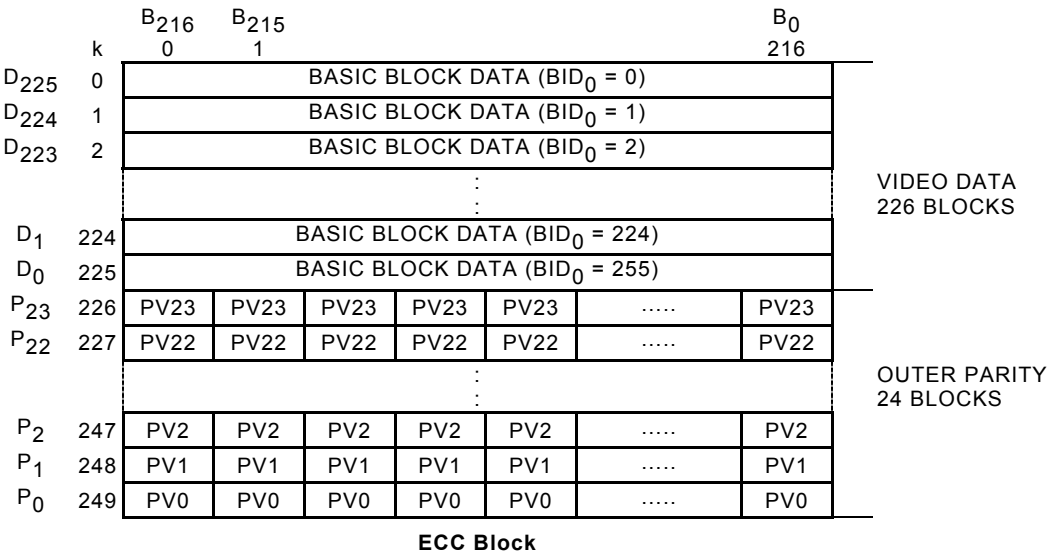 B216 B215 B0
k 0 1 216
D225 0 BASIC BLOCK DATA (BID0 = 0)
D224 1 BASIC BLOCK DATA (BID0 = 1)
D223 2 BASIC BLOCK DATA (BID0 = 2)
:
:
VIDEO DATA
226 BLOCKS
D1 224 BASIC BLOCK DATA (BID0 = 224)
D0 225 BASIC BLOCK DATA (BID0 = 255)
P23 226 PV23 PV23 PV23 PV23 PV23 ..... PV23
P22 227 PV22 PV22 PV22 PV22 PV22 ..... PV22
:
:
OUTER PARITY
24 BLOCKS
P2 247 PV2 PV2 PV2 PV2 PV2 ..... PV2
P1 248 PV1 PV1 PV1 PV1 PV1 ..... PV1
P0 249 PV0 PV0 PV0 PV0 PV0 ..... PV0
ECC Block